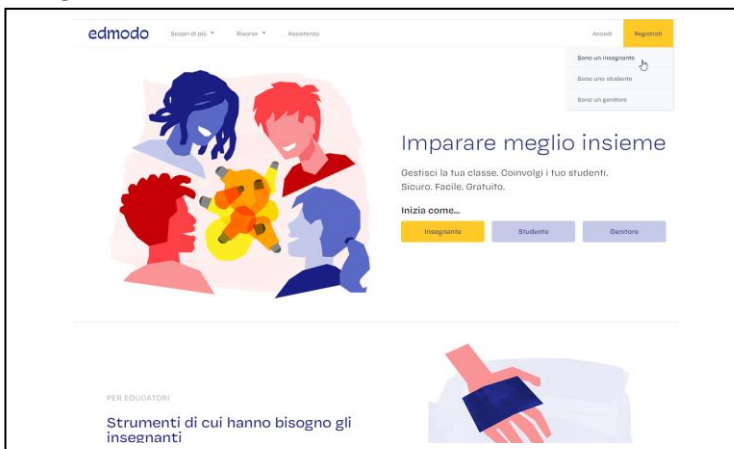 edmodo
Scopri di più
Risorse
Assistenza
Accedi
Registrati
Sono un insegnante
Sono uno studente
Sono un genitore
Imparare meglio insieme
Gestisci la tua classe. Coinvolgi i tuo studenti.
Sicuro. Facile. Gratuito.
Inizia come...
Insegnante
Studente
Genitore
PER EDUCATORI
Strumenti di cui hanno bisogno gli
insegnanti